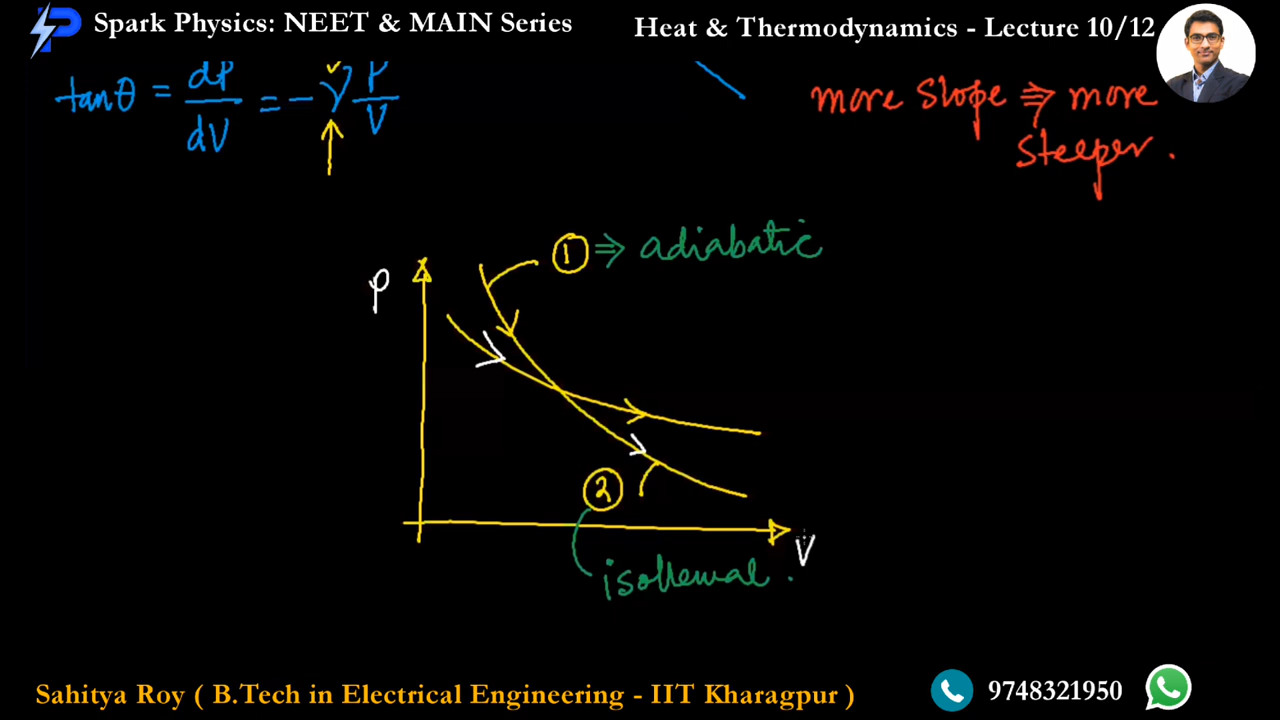 Spark Physics: NEET & MAIN Series
Heat & Thermodynamics - Lecture 10/12
tanθ = dP/dV = - γ P/V
more slope ⇒ more
steeper.
① ⇒ adiabatic
P
②
V
isothermal.
Sahitya Roy ( B.Tech in Electrical Engineering - IIT Kharagpur )
9748321950